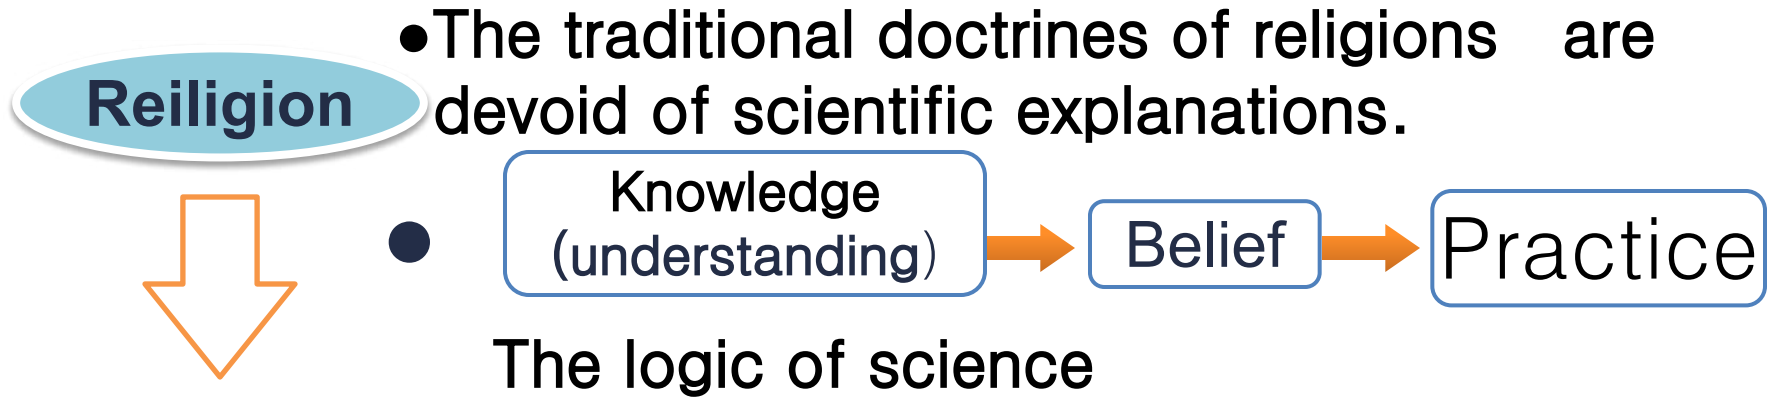 Reiligion
●The traditional doctrines of religions are
devoid of scientific explanations.
● Knowledge
(understanding)
Belief
Practice
The logic of science